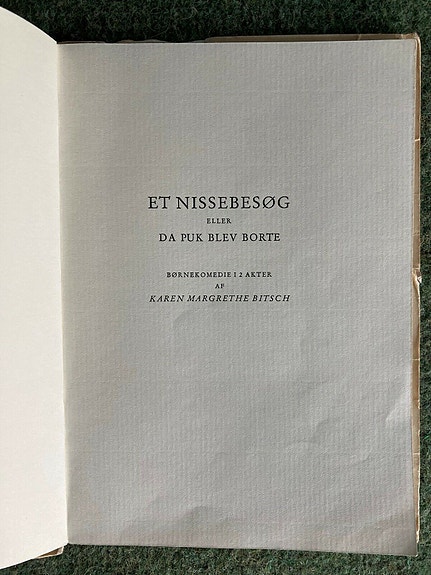 ET NISSEBESØG
ELLER
DA PUK BLEV BORTE
BØRNEKOMEDIE I 2 AKTER
AF
KAREN MARGRETHE BITSCH